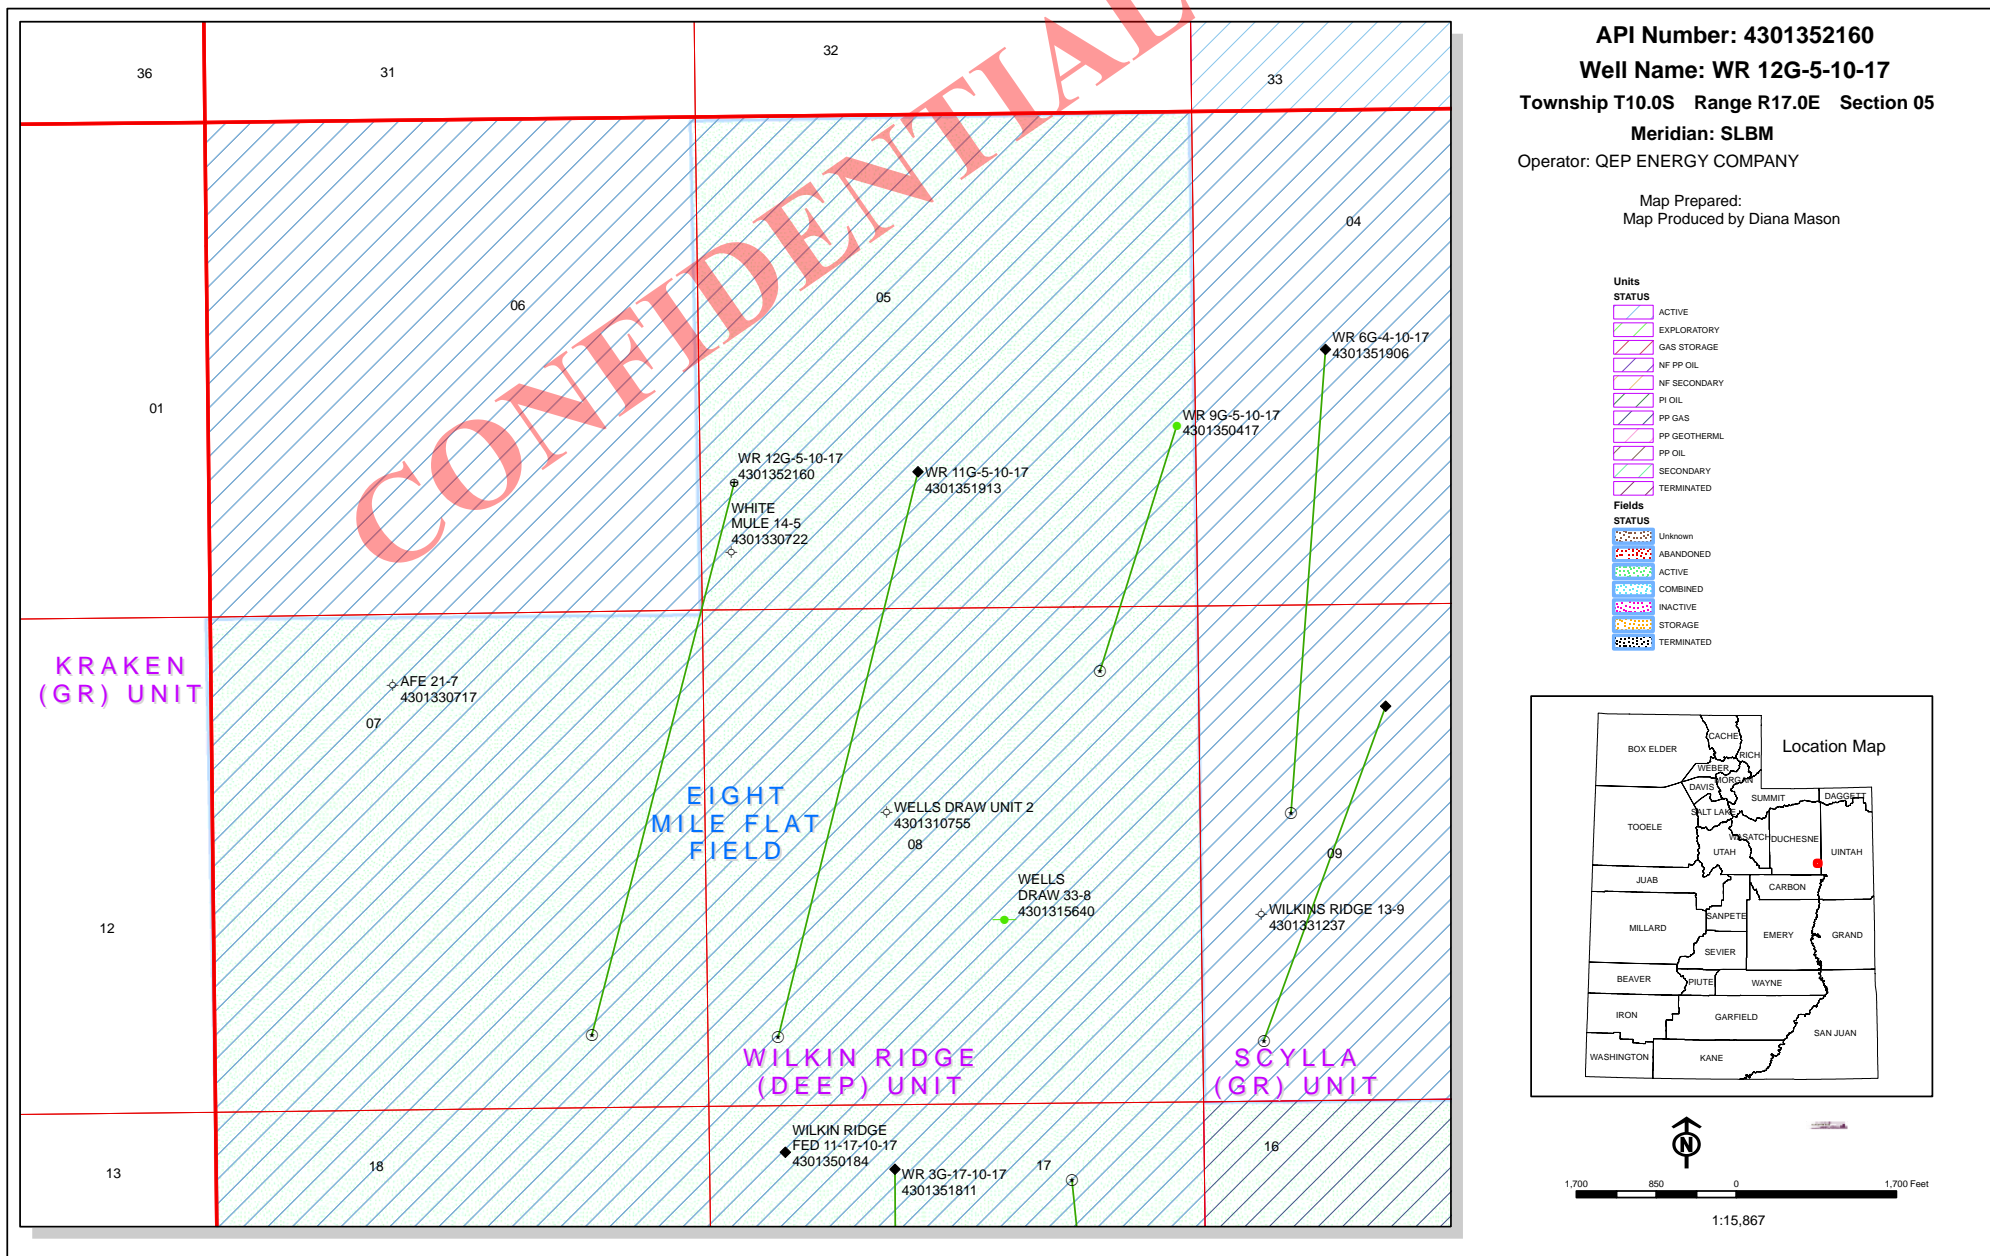 API Number: 4301352160
Well Name: WR 12G-5-10-17
Township T10.0S Range R17.0E Section 05
Meridian: SLBM
Operator: QEP ENERGY COMPANY
Map Prepared:
Map Produced by Diana Mason
Units
STATUS
ACTIVE
EXPLORATORY
GAS STORAGE
NF PP OIL
NF SECONDARY
PI OIL
PP GAS
PP GEOTHERML
PP OIL
SECONDARY
TERMINATED
Fields
STATUS
Unknown
ABANDONED
ACTIVE
COMBINED
INACTIVE
STORAGE
TERMINATED
CONFIDENTIAL
36
31
32
33
01
06
05
04
WR 6G-4-10-17
4301351906
WR 9G-5-10-17
4301350417
WR 12G-5-10-17
4301352160
WR 11G-5-10-17
4301351913
WHITE
MULE 14-5
4301330722
KRAKEN
(GR) UNIT
AFE 21-7
4301330717
07
EIGHT
MILE FLAT
FIELD
WELLS DRAW UNIT 2
4301310755
08
09
WELLS
DRAW 33-8
4301315640
WILKINS RIDGE 13-9
4301331237
12
WILKIN RIDGE
(DEEP) UNIT
SCYLLA
(GR) UNIT
WILKIN RIDGE
FED 11-17-10-17
4301350184
WR 3G-17-10-17
4301351811
13
18
17
16
Location Map
BOX ELDER
CACHE
RICH
WEBER
MORGAN
DAVIS
SUMMIT
DAGGETT
SALT LAKE
TOOELE
WASATCH
DUCHESNE
UTAH
UINTAH
JUAB
CARBON
SANPETE
MILLARD
EMERY
GRAND
SEVIER
BEAVER
PIUTE
WAYNE
IRON
GARFIELD
SAN JUAN
WASHINGTON
KANE
N
1,700 850 0 1,700 Feet
1:15,867